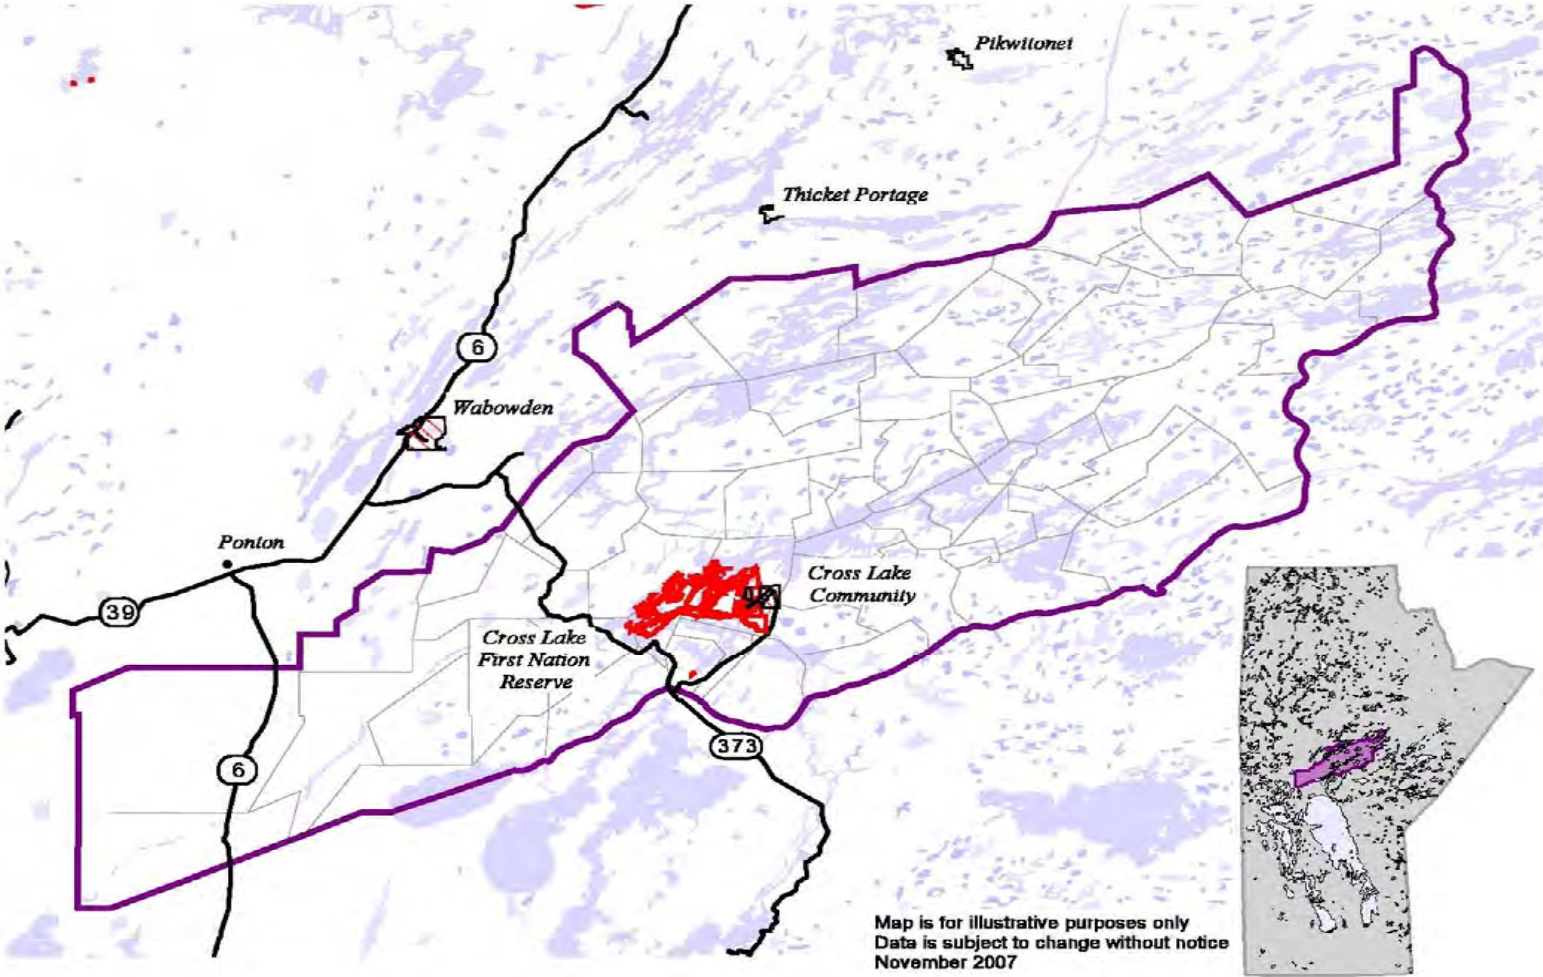 Pikwitonei
Thicket Portage
6
Wabowden
Ponton
39
Cross Lake
Community
Cross Lake
First Nation
Reserve
373
6
Map is for illustrative purposes only
Data is subject to change without notice
November 2007